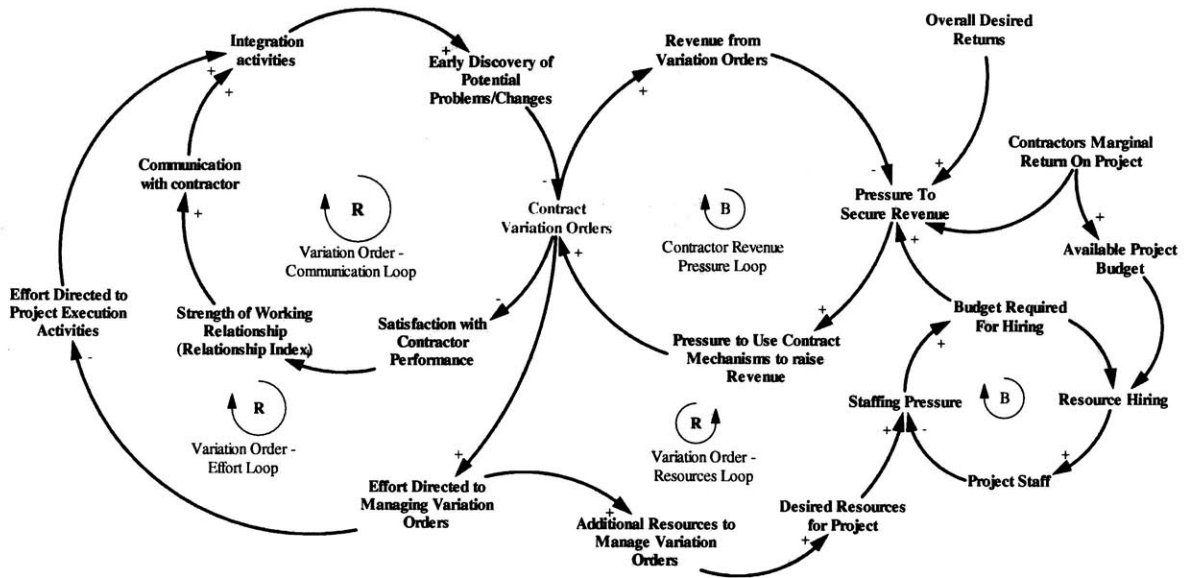 Integration
activities
+
+
+
Early Discovery of
Potential
Problems/Changes
+
Revenue from
Variation Orders
+
Overall Desired
Returns
Contractors Marginal
Return On Project
Communication
with contractor
+
R
Variation Order -
Communication Loop
-
Contract
Variation Orders
+
B
Contractor Revenue
Pressure Loop
-
+
Pressure To
Secure Revenue
+
+
Available Project
Budget
Effort Directed to
Project Execution
Activities
-
Strength of Working
Relationship
(Relationship Index)
+
-
Satisfaction with
Contractor
Performance
+
Pressure to Use Contract
Mechanisms to raise
Revenue
Budget Required
For Hiring
+
R
Variation Order -
Effort Loop
R
Variation Order -
Resources Loop
Staffing Pressure
+
-
B
Resource Hiring
+
Project Staff
+
Effort Directed to
Managing Variation
Orders
+
Additional Resources to
Manage Variation
Orders
Desired Resources
for Project
+